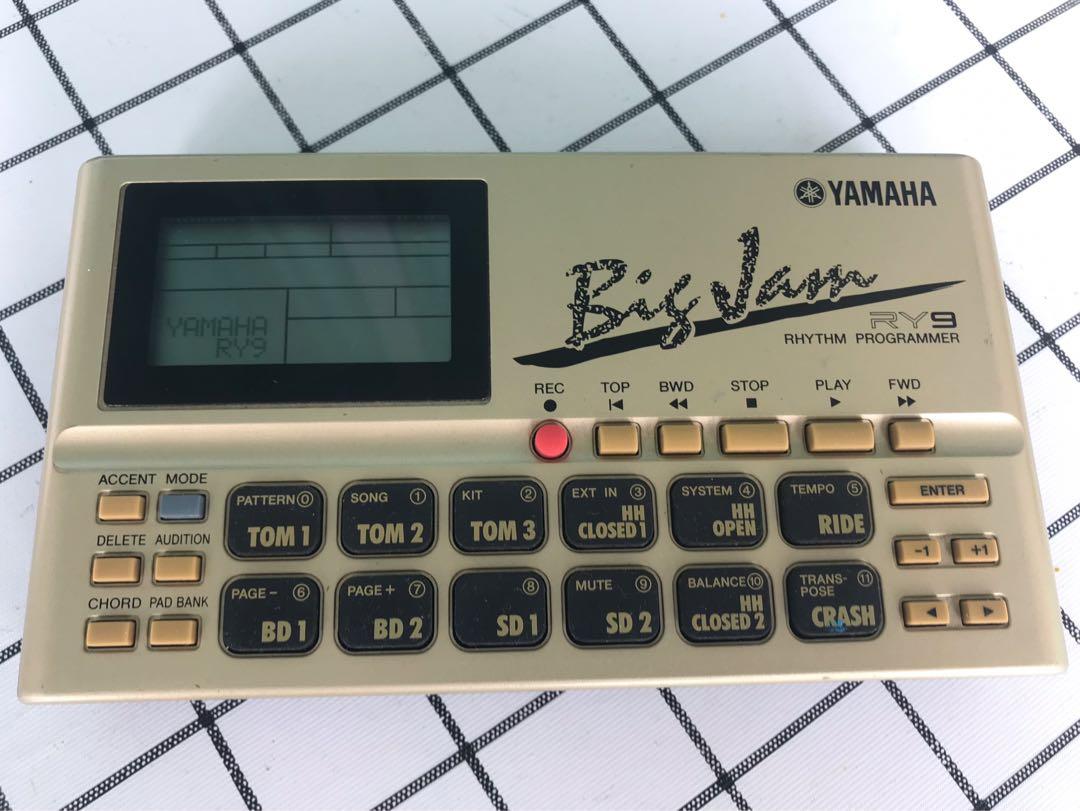 YAMAHA
Big Jam
RY9
RHYTHM PROGRAMMER
YAMAHA
RY9
REC TOP BWD STOP PLAY FWD
ACCENT MODE
DELETE AUDITION
CHORD PAD BANK
PATTERN 0
TOM 1
SONG 1
TOM 2
KIT 2
TOM 3
EXT IN 3
HH
CLOSED 1
SYSTEM 4
HH
OPEN
TEMPO 5
RIDE
ENTER
-1 +1
PAGE - 6
BD 1
PAGE + 7
BD 2
8
SD 1
MUTE 9
SD 2
BALANCE 10
HH
CLOSED 2
TRANS- 11
POSE
CRASH